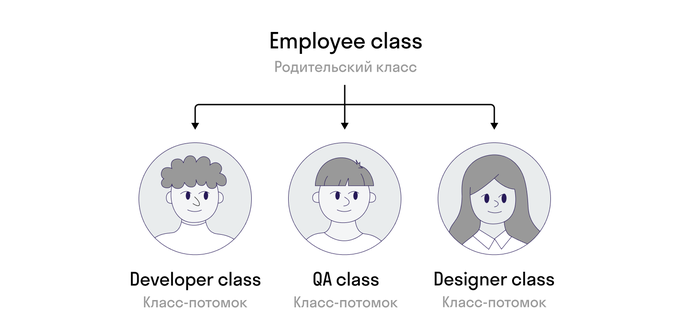 Employee class
Родительский класс
Developer class
Класс-потомок
QA class
Класс-потомок
Designer class
Класс-потомок